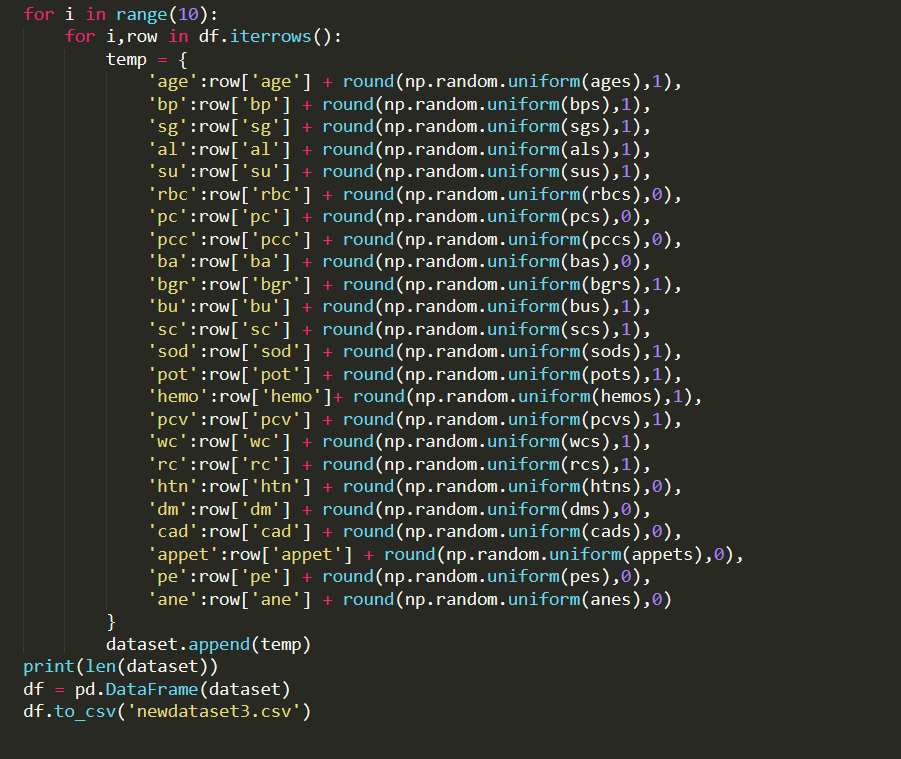 for i in range(10):
    for i,row in df.iterrows():
        temp = {
            'age':row['age'] + round(np.random.uniform(ages),1),
            'bp':row['bp'] + round(np.random.uniform(bps),1),
            'sg':row['sg'] + round(np.random.uniform(sgs),1),
            'al':row['al'] + round(np.random.uniform(als),1),
            'su':row['su'] + round(np.random.uniform(sus),1),
            'rbc':row['rbc'] + round(np.random.uniform(rbcs),0),
            'pc':row['pc'] + round(np.random.uniform(pcs),0),
            'pcc':row['pcc'] + round(np.random.uniform(pccs),0),
            'ba':row['ba'] + round(np.random.uniform(bas),0),
            'bgr':row['bgr'] + round(np.random.uniform(bgrs),1),
            'bu':row['bu'] + round(np.random.uniform(bus),1),
            'sc':row['sc'] + round(np.random.uniform(scs),1),
            'sod':row['sod'] + round(np.random.uniform(sods),1),
            'pot':row['pot'] + round(np.random.uniform(pots),1),
            'hemo':row['hemo']+ round(np.random.uniform(hemos),1),
            'pcv':row['pcv'] + round(np.random.uniform(pcvs),1),
            'wc':row['wc'] + round(np.random.uniform(wcs),1),
            'rc':row['rc'] + round(np.random.uniform(rcs),1),
            'htn':row['htn'] + round(np.random.uniform(htns),0),
            'dm':row['dm'] + round(np.random.uniform(dms),0),
            'cad':row['cad'] + round(np.random.uniform(cads),0),
            'appet':row['appet'] + round(np.random.uniform(appets),0),
            'pe':row['pe'] + round(np.random.uniform(pes),0),
            'ane':row['ane'] + round(np.random.uniform(anes),0)
        }
        dataset.append(temp)
print(len(dataset))
df = pd.DataFrame(dataset)
df.to_csv('newdataset3.csv')